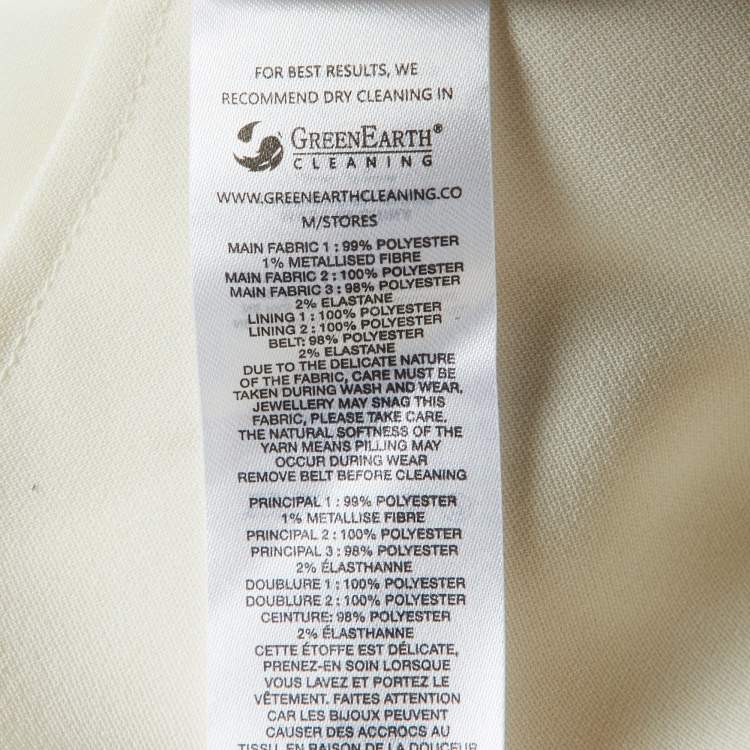 FOR BEST RESULTS, WE
RECOMMEND DRY CLEANING IN
GREENEARTH®
CLEANING
WWW.GREENEARTHCLEANING.CO
M/STORES
MAIN FABRIC 1 : 99% POLYESTER
1% METALLISED FIBRE
MAIN FABRIC 2 : 100% POLYESTER
MAIN FABRIC 3 : 98% POLYESTER
2% ELASTANE
LINING 1 : 100% POLYESTER
LINING 2 : 100% POLYESTER
BELT: 98% POLYESTER
2% ELASTANE
DUE TO THE DELICATE NATURE
OF THE FABRIC, CARE MUST BE
TAKEN DURING WASH AND WEAR.
JEWELLERY MAY SNAG THIS
FABRIC, PLEASE TAKE CARE.
THE NATURAL SOFTNESS OF THE
YARN MEANS PILLING MAY
OCCUR DURING WEAR
REMOVE BELT BEFORE CLEANING
PRINCIPAL 1 : 99% POLYESTER
1% METALLISE FIBRE
PRINCIPAL 2 : 100% POLYESTER
PRINCIPAL 3 : 98% POLYESTER
2% ÉLASTHANNE
DOUBLURE 1 : 100% POLYESTER
DOUBLURE 2 : 100% POLYESTER
CEINTURE: 98% POLYESTER
2% ÉLASTHANNE
CETTE ÉTOFFE EST DÉLICATE,
PRENEZ-EN SOIN LORSQUE
VOUS LAVEZ ET PORTEZ LE
VÊTEMENT. FAITES ATTENTION
CAR LES BIJOUX PEUVENT
CAUSER DES ACCROCS AU
TISSU. EN RAISON DE LA DOUCEUR